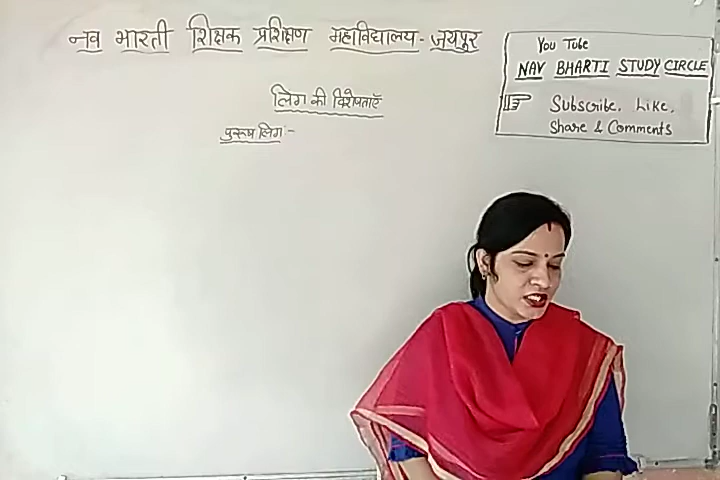 नव भारती शिक्षक प्रशिक्षण महाविद्यालय - जयपुर
You Tube
NAV BHARTI STUDY CIRCLE
Subscribe, Like,
Share & Comments
लिंग की विशेषताएँ
पुरूष लिंग :-